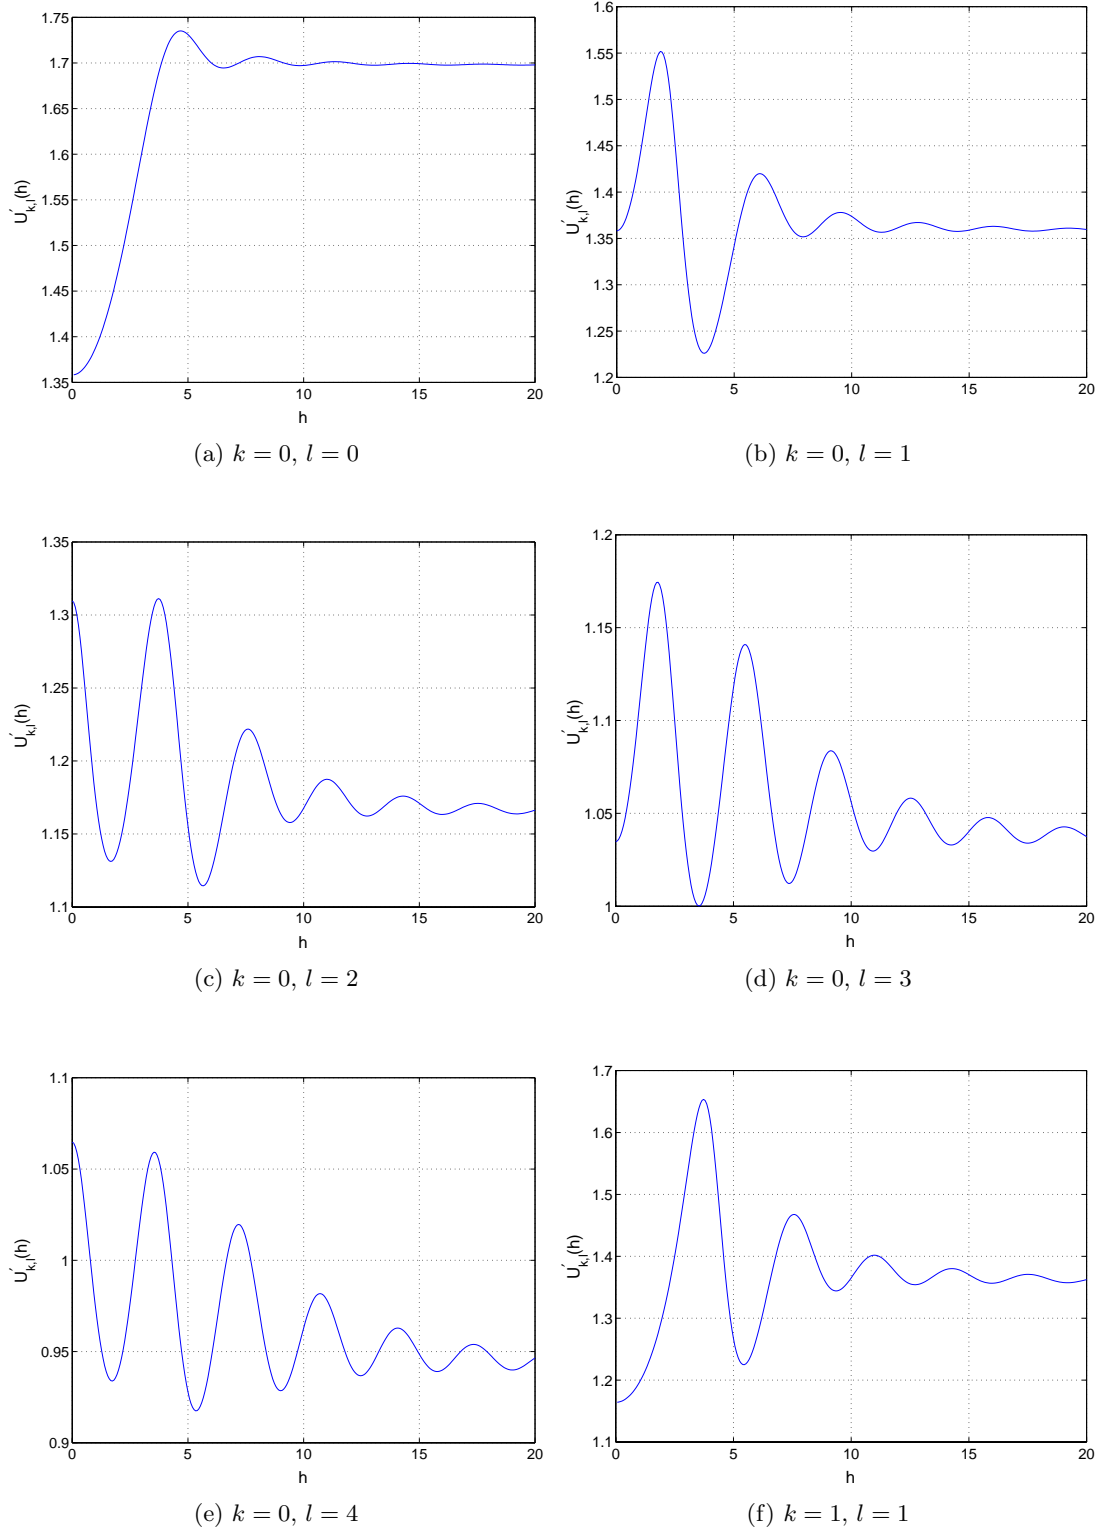 1.75
1.7
1.65
1.6
1.55
1.5
1.45
1.4
1.35
0 5 10 15 20
h
U′k,l(h)
(a) k = 0, l = 0
1.6
1.55
1.5
1.45
1.4
1.35
1.3
1.25
1.2
0 5 10 15 20
h
U′k,l(h)
(b) k = 0, l = 1
1.35
1.3
1.25
1.2
1.15
1.1
0 5 10 15 20
h
U′k,l(h)
(c) k = 0, l = 2
1.2
1.15
1.1
1.05
1
0 5 10 15 20
h
U′k,l(h)
(d) k = 0, l = 3
1.1
1.05
1
0.95
0.9
0 5 10 15 20
h
U′k,l(h)
(e) k = 0, l = 4
1.7
1.6
1.5
1.4
1.3
1.2
1.1
0 5 10 15 20
h
U′k,l(h)
(f) k = 1, l = 1